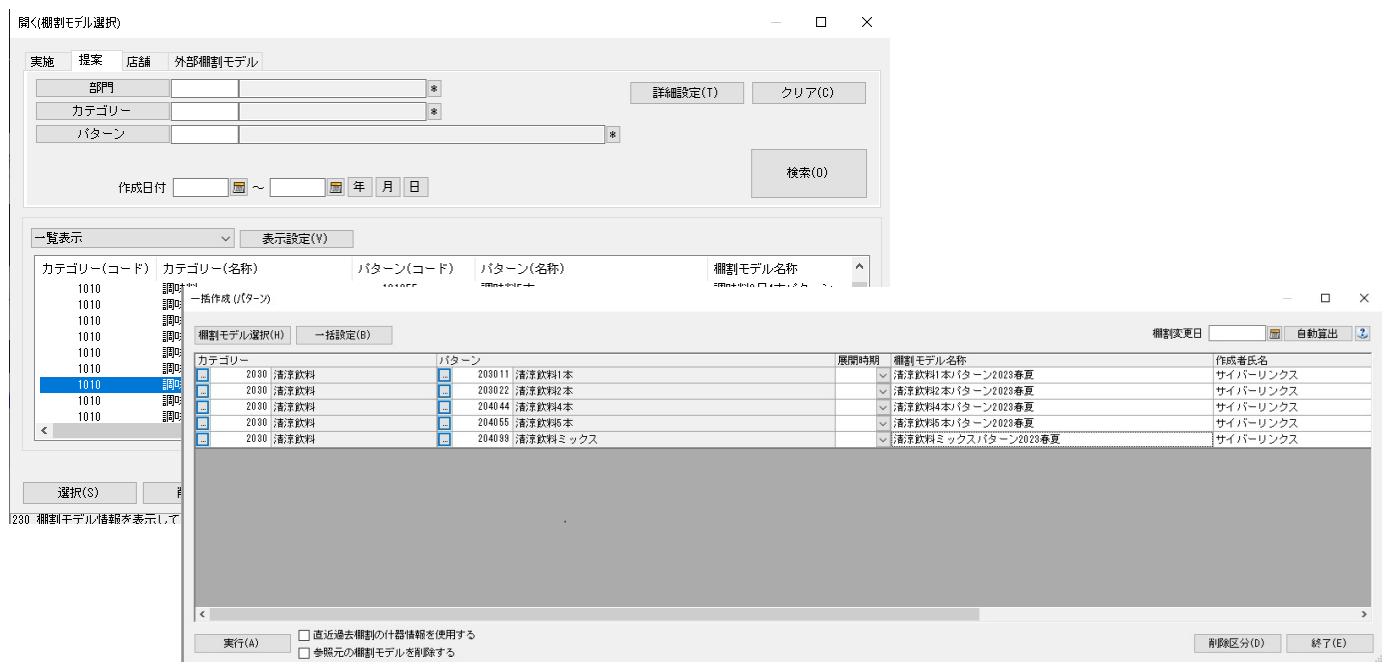 開く(棚割モデル選択)
実施 提案 店舗 外部棚割モデル
部門 * 詳細設定(T) クリア(C)
カテゴリー *
パターン *
検索(O)
作成日付 ～ 年 月 日
一覧表示 表示設定(V)
カテゴリー(コード) カテゴリー(名称) パターン(コード) パターン(名称) 棚割モデル名称
1010
1010
1010
1010
1010
1010
1010
1010
1010
選択(S)
230 棚割モデル情報を表示して
一括作成 (パターン)
棚割モデル選択(H) 一括設定(B) 棚割変更日 自動算出
カテゴリー パターン 展開時期 棚割モデル名称 作成者氏名
... 2030 清涼飲料 ... 203011 清涼飲料1本 清涼飲料1本パターン2023春夏 サイバーリンクス
... 2030 清涼飲料 ... 203022 清涼飲料2本 清涼飲料2本パターン2023春夏 サイバーリンクス
... 2030 清涼飲料 ... 204044 清涼飲料4本 清涼飲料4本パターン2023春夏 サイバーリンクス
... 2030 清涼飲料 ... 204055 清涼飲料5本 清涼飲料5本パターン2023春夏 サイバーリンクス
... 2030 清涼飲料 ... 204099 清涼飲料ミックス 清涼飲料ミックスパターン2023春夏 サイバーリンクス
実行(A) 直近過去棚割の什器情報を使用する
参照元の棚割モデルを削除する
削除区分(D) 終了(E)